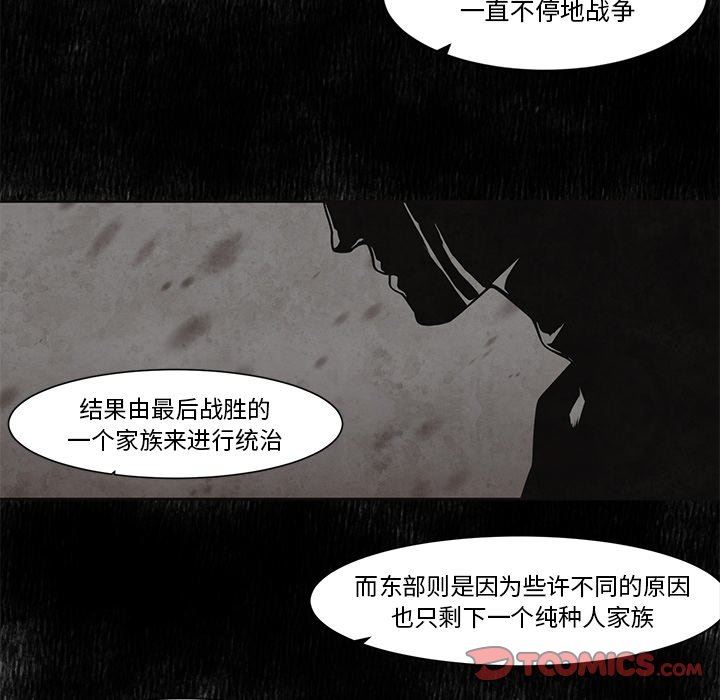 一直不停地战争
结果由最后战胜的
一个家族来进行统治
而东部则是因为些许不同的原因
也只剩下一个纯种人家族
TOOMICS.COM